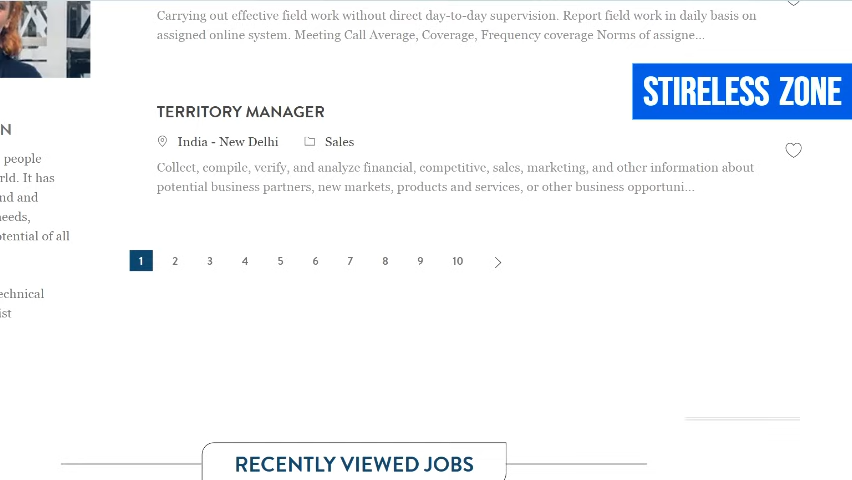 Carrying out effective field work without direct day-to-day supervision. Report field work in daily basis on
assigned online system. Meeting Call Average, Coverage, Frequency coverage Norms of assigne...
STIRELESS ZONE
TERRITORY MANAGER
India - New Delhi Sales
Collect, compile, verify, and analyze financial, competitive, sales, marketing, and other information about
potential business partners, new markets, products and services, or other business opportuni...
N
people
rld. It has
nd and
needs,
otential of all
echnical
ist
1 2 3 4 5 6 7 8 9 10
RECENTLY VIEWED JOBS